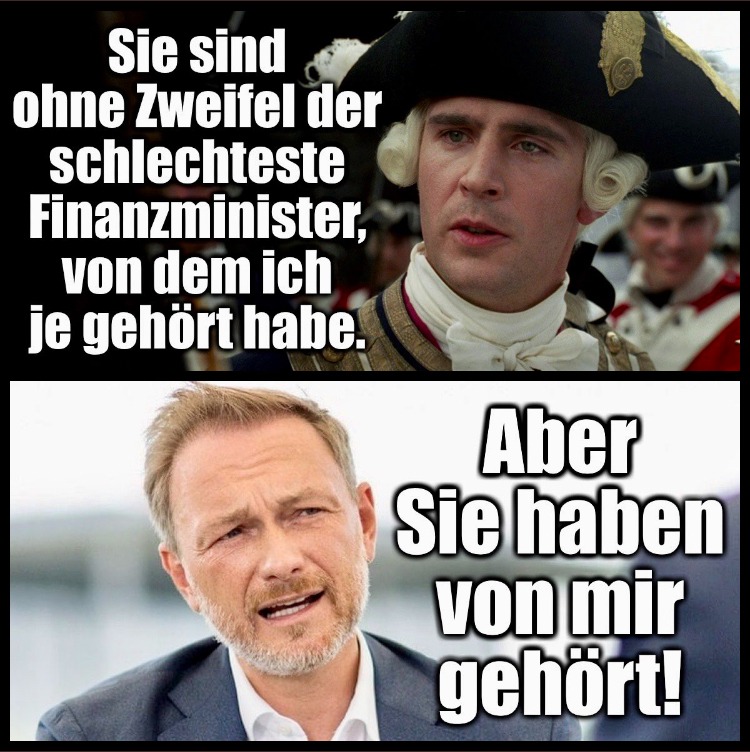 Sie sind
ohne Zweifel der
schlechteste
Finanzminister,
von dem ich
je gehört habe.
Aber
Sie haben
von mir
gehört!